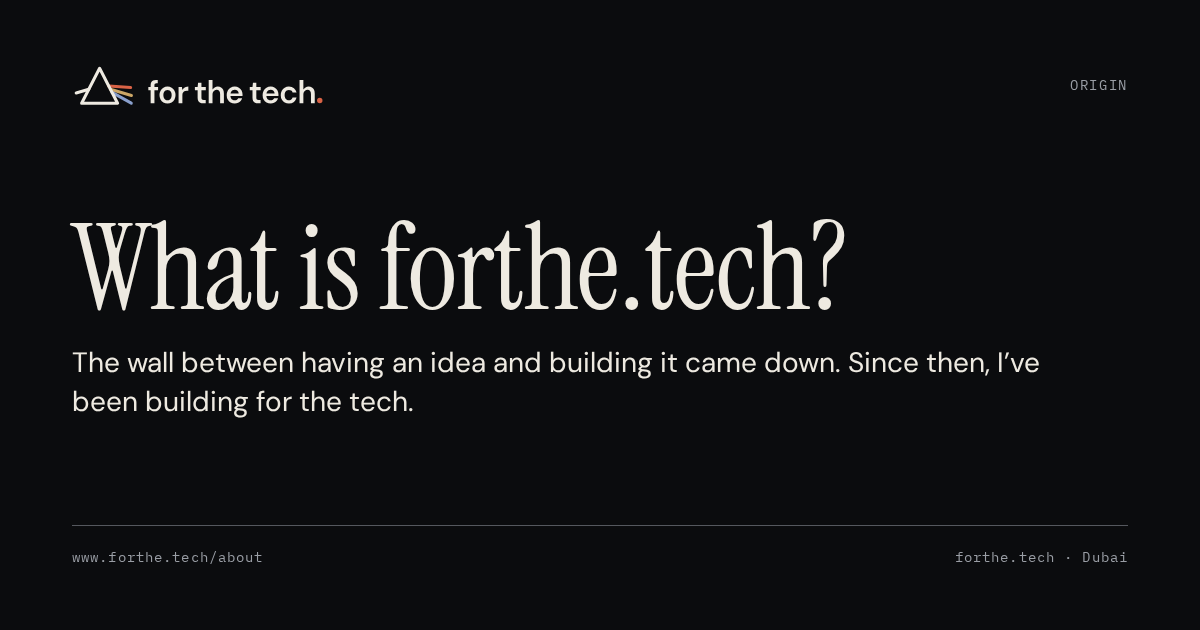 for the tech.
ORIGIN
What is forthe.tech?
The wall between having an idea and building it came down. Since then, I’ve
been building for the tech.
www.forthe.tech/about
forthe.tech · Dubai